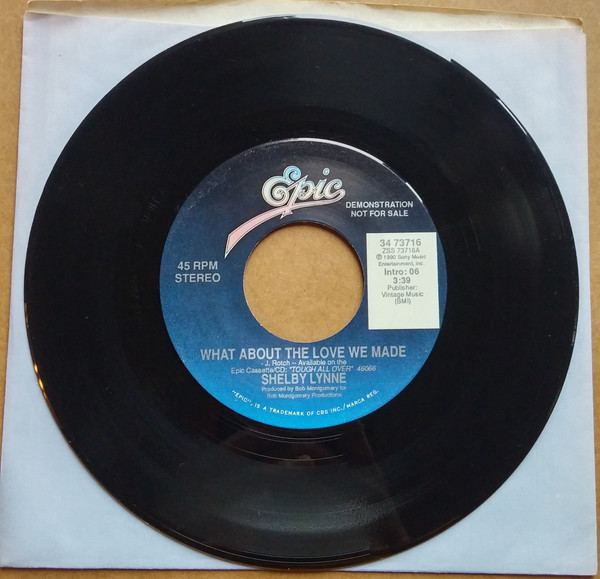 Epic
DEMONSTRATION
NOT FOR SALE
45 RPM
STEREO
34 73716
ZSS 73716A
℗ 1990 Sony Music
Entertainment, Inc.
Intro: 06
3:39
Publisher:
Vintage Music
(BMI)
WHAT ABOUT THE LOVE WE MADE
- J. Rotch -- Available on the
Epic Cassette/CD: "TOUGH ALL OVER" 46066
SHELBY LYNNE
Produced by Bob Montgomery for
Bob Montgomery Productions.
"EPIC", IS A TRADEMARK OF CBS INC./MARCA REG.